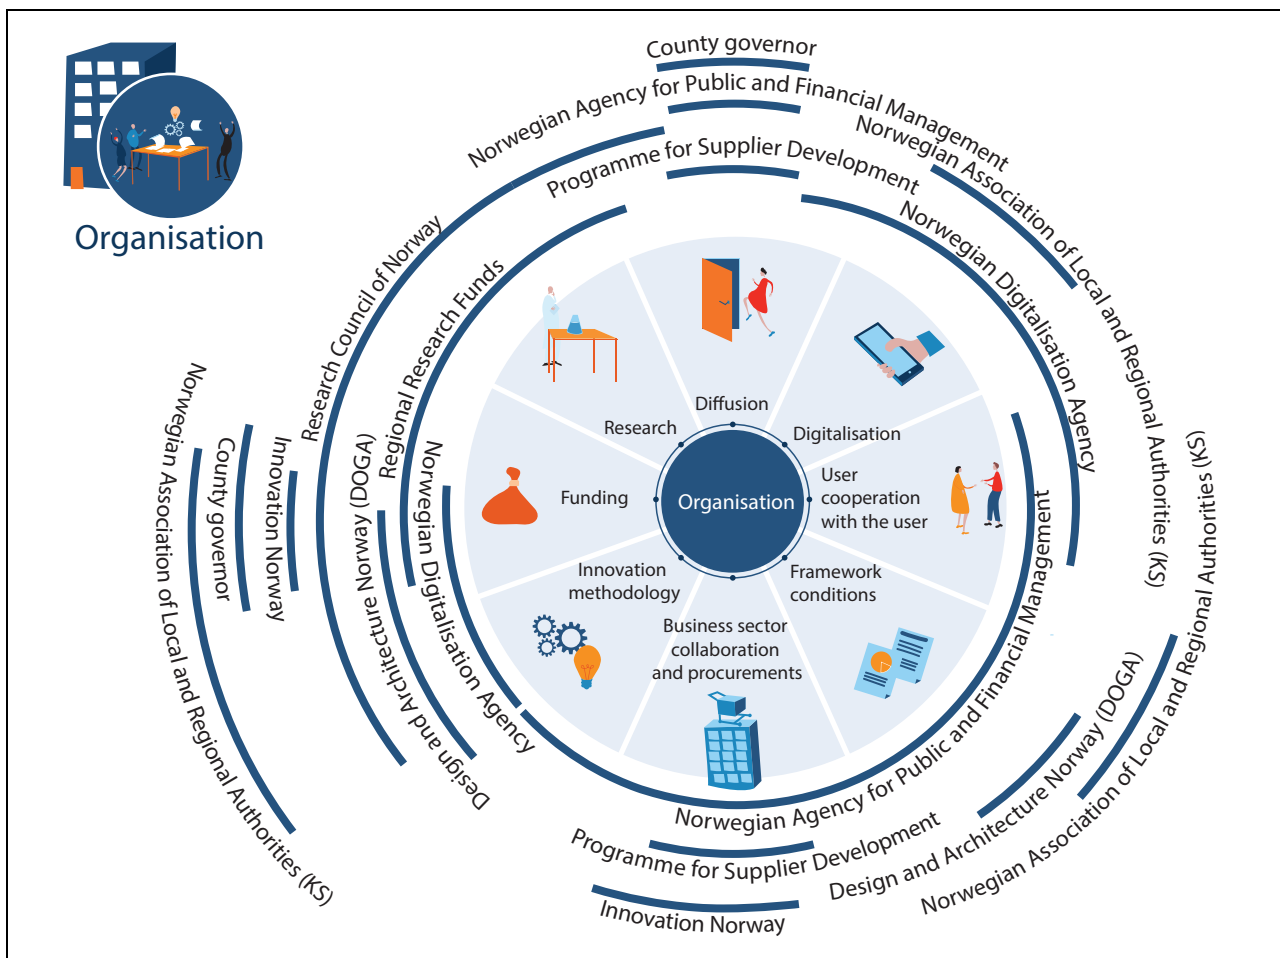 Organisation
County governor
Norwegian Agency for Public and Financial Management
Programme for Supplier Development
Norwegian Association of Local and Regional Authorities (KS)
Norwegian Digitalisation Agency
Research Council of Norway
Regional Research Funds
Norwegian Association of Local and Regional Authorities (KS)
County governor
Innovation Norway
Design and Architecture Norway (DOGA)
Norwegian Digitalisation Agency
Diffusion
Research
Digitalisation
Funding
Organisation
User
cooperation
with the user
Innovation
methodology
Framework
conditions
Business sector
collaboration
and procurements
Norwegian Agency for Public and Financial Management
Programme for Supplier Development
Innovation Norway
Design and Architecture Norway (DOGA)
Norwegian Association of Local and Regional Authorities (KS)